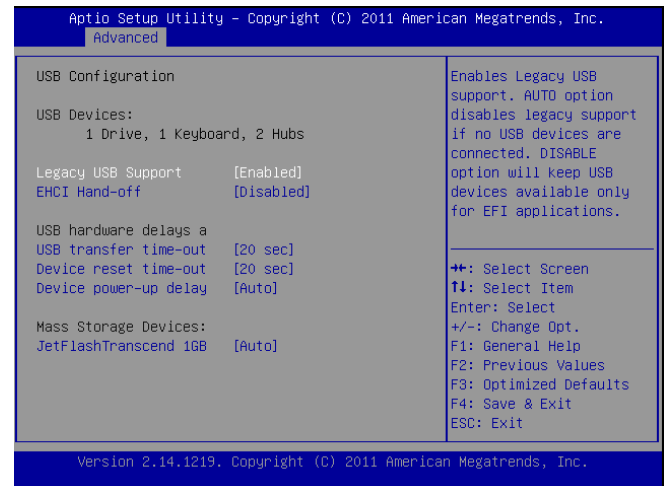 Aptio Setup Utility – Copyright (C) 2011 American Megatrends, Inc.
Advanced
USB Configuration
USB Devices:
1 Drive, 1 Keyboard, 2 Hubs
Legacy USB Support [Enabled]
EHCI Hand-off [Disabled]
USB hardware delays a
USB transfer time-out [20 sec]
Device reset time-out [20 sec]
Device power-up delay [Auto]
Mass Storage Devices:
JetFlashTranscend 1GB [Auto]
Enables Legacy USB
support. AUTO option
disables legacy support
if no USB devices are
connected. DISABLE
option will keep USB
devices available only
for EFI applications.
→←: Select Screen
↑↓: Select Item
Enter: Select
+/-: Change Opt.
F1: General Help
F2: Previous Values
F3: Optimized Defaults
F4: Save & Exit
ESC: Exit
Version 2.14.1219. Copyright (C) 2011 American Megatrends, Inc.